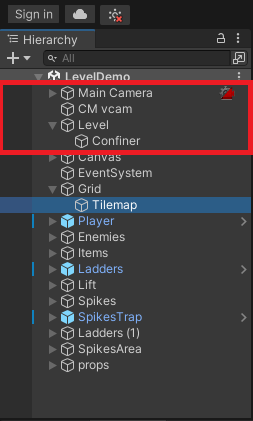 Sign in
Hierarchy
All
LevelDemo
Main Camera
CM vcam
Level
Confiner
Canvas
EventSystem
Grid
Tilemap
Player
Enemies
Items
Ladders
Lift
Spikes
SpikesTrap
Ladders (1)
SpikesArea
props